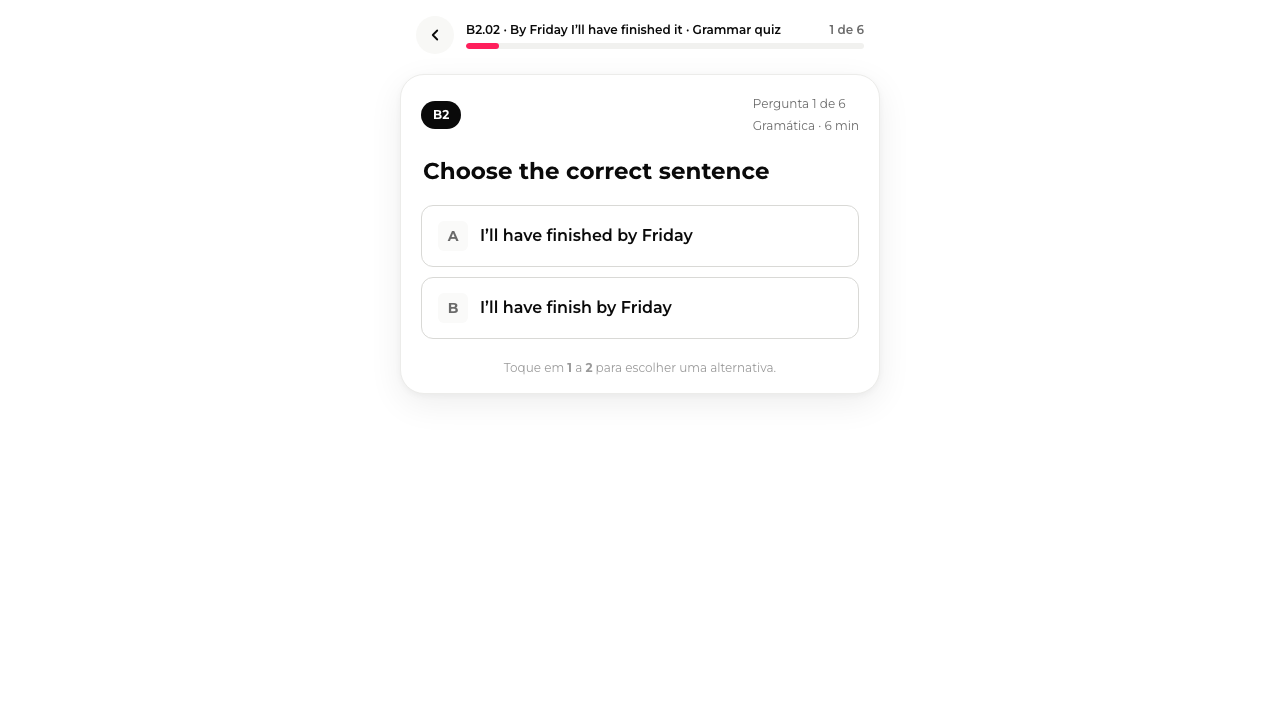 B2.02 · By Friday I’ll have finished it · Grammar quiz
1 de 6
B2
Pergunta 1 de 6
Gramática · 6 min
Choose the correct sentence
A
I’ll have finished by Friday
B
I’ll have finish by Friday
Toque em 1 a 2 para escolher uma alternativa.